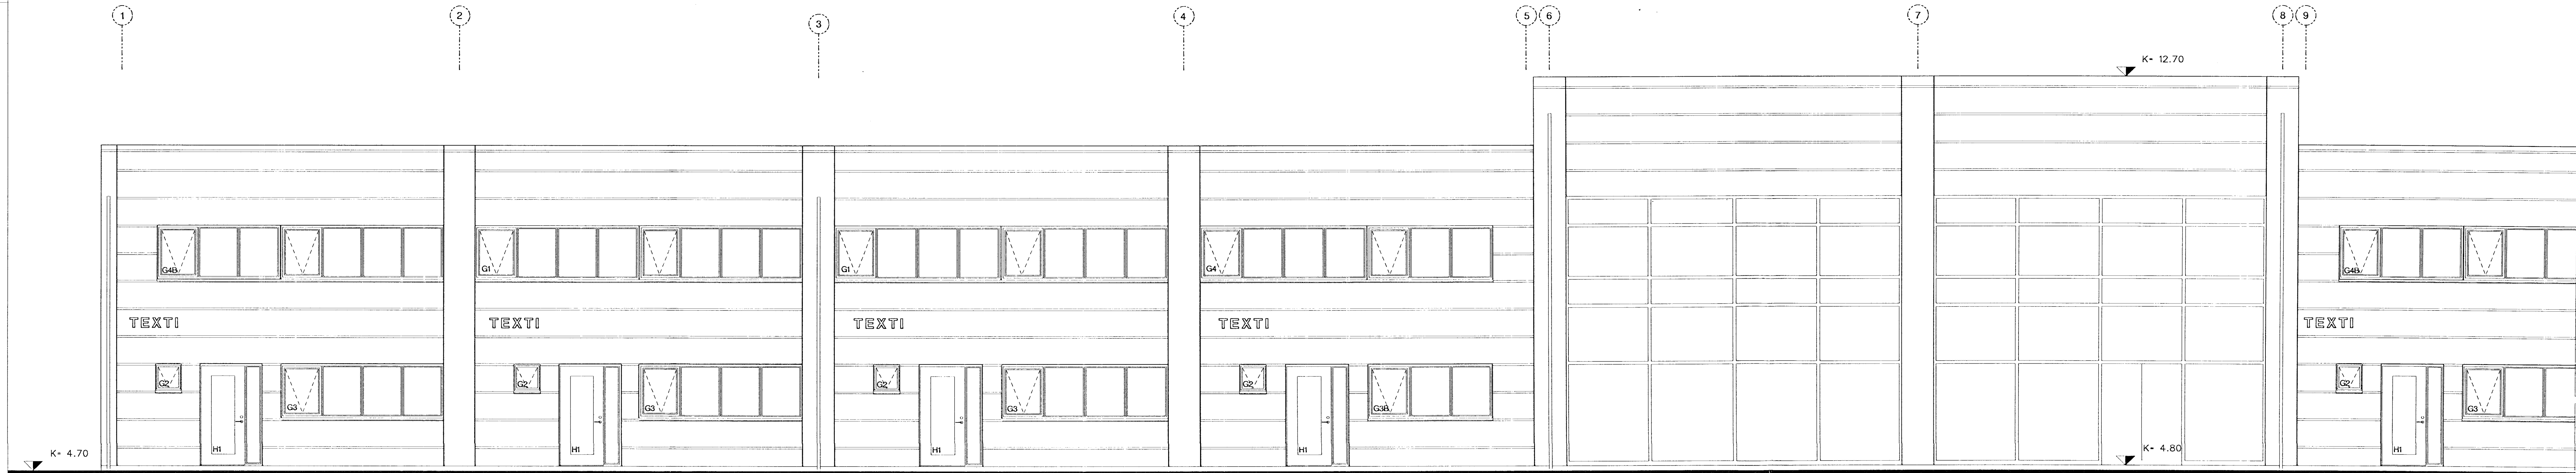 1 2 3 4 5 6 7 8 9
K= 12.70
G4B G1 G1 G4 G4B
TEXTI TEXTI TEXTI TEXTI TEXTI
G2 G2 G2 G2 G2
G3 G3 G3 G3B G3
H1 H1 H1 H1 H1
K= 4.70 K= 4.80